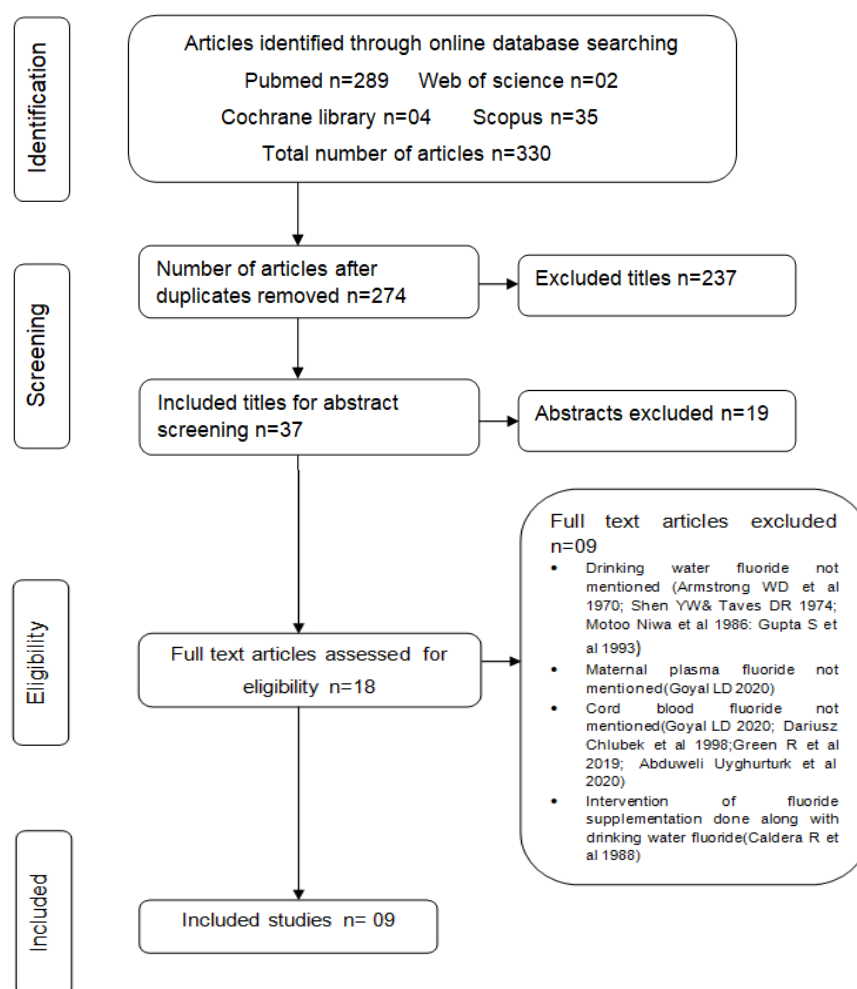 Identification
Articles identified through online database searching
Pubmed n=289 Web of science n=02
Cochrane library n=04 Scopus n=35
Total number of articles n=330
Screening
Number of articles after
duplicates removed n=274
Excluded titles n=237
Included titles for abstract
screening n=37
Abstracts excluded n=19
Eligibility
Full text articles assessed for
eligibility n=18
Full text articles excluded
n=09
• Drinking water fluoride not
mentioned (Armstrong WD et al
1970; Shen YW& Taves DR 1974;
Motoo Niwa et al 1986: Gupta S et
al 1993)
• Maternal plasma fluoride not
mentioned(Goyal LD 2020)
• Cord blood fluoride not
mentioned(Goyal LD 2020; Dariusz
Chlubek et al 1998;Green R et al
2019; Abduweli Uyghurturk et al
2020)
• Intervention of fluoride
supplementation done along with
drinking water fluoride(Caldera R et
al 1988)
Included
Included studies n= 09